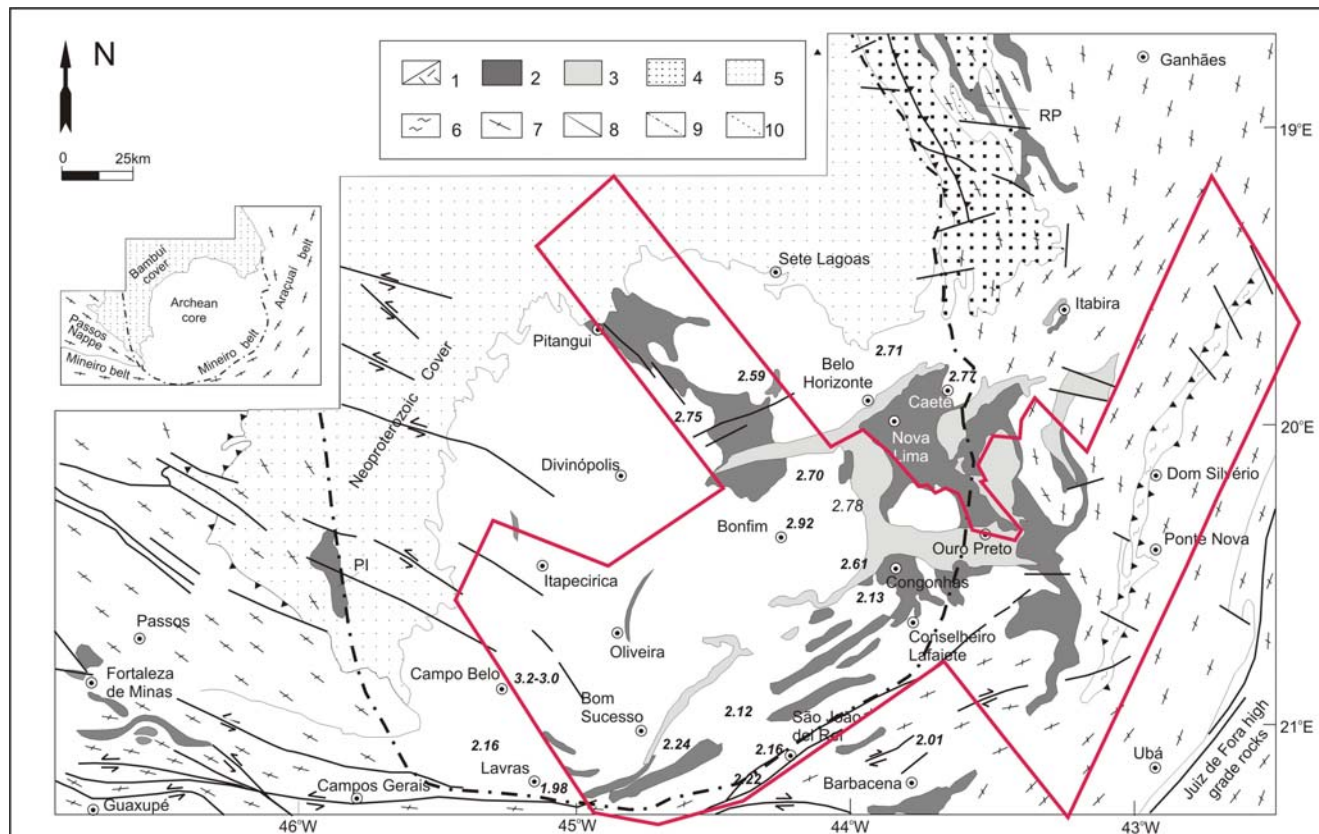 N
0 25km
1 2 3 4 5
6 7 8 9 10
Ganhães
RP
19°E
Bambuí
cover
Araçuaí belt
Archean
core
Passos
Nappe
Mineiro belt
Mineiro belt
Sete Lagoas
Itabira
Pitangui
Neoproterozoic Cover
2.71
Belo
Horizonte
2.77
Caeté
2.59
2.75
Nova
Lima
20°E
Divinópolis
2.70
2.78
Dom Silvério
Bonfim
2.92
Ouro Preto
Ponte Nova
PI
Itapecirica
2.61
Congonhas
2.13
Passos
Oliveira
Conselheiro
Lafaiete
Fortaleza
de Minas
Campo Belo
3.2-3.0
Bom
Sucesso
2.12
São João
del Rei
21°E
2.16
2.24
2.16
2.01
Ubá
Lavras
1.98
2.22
Barbacena
Campos Gerais
Guaxupé
Juiz de Fora high
grade rocks
46°W
45°W
44°W
43°W